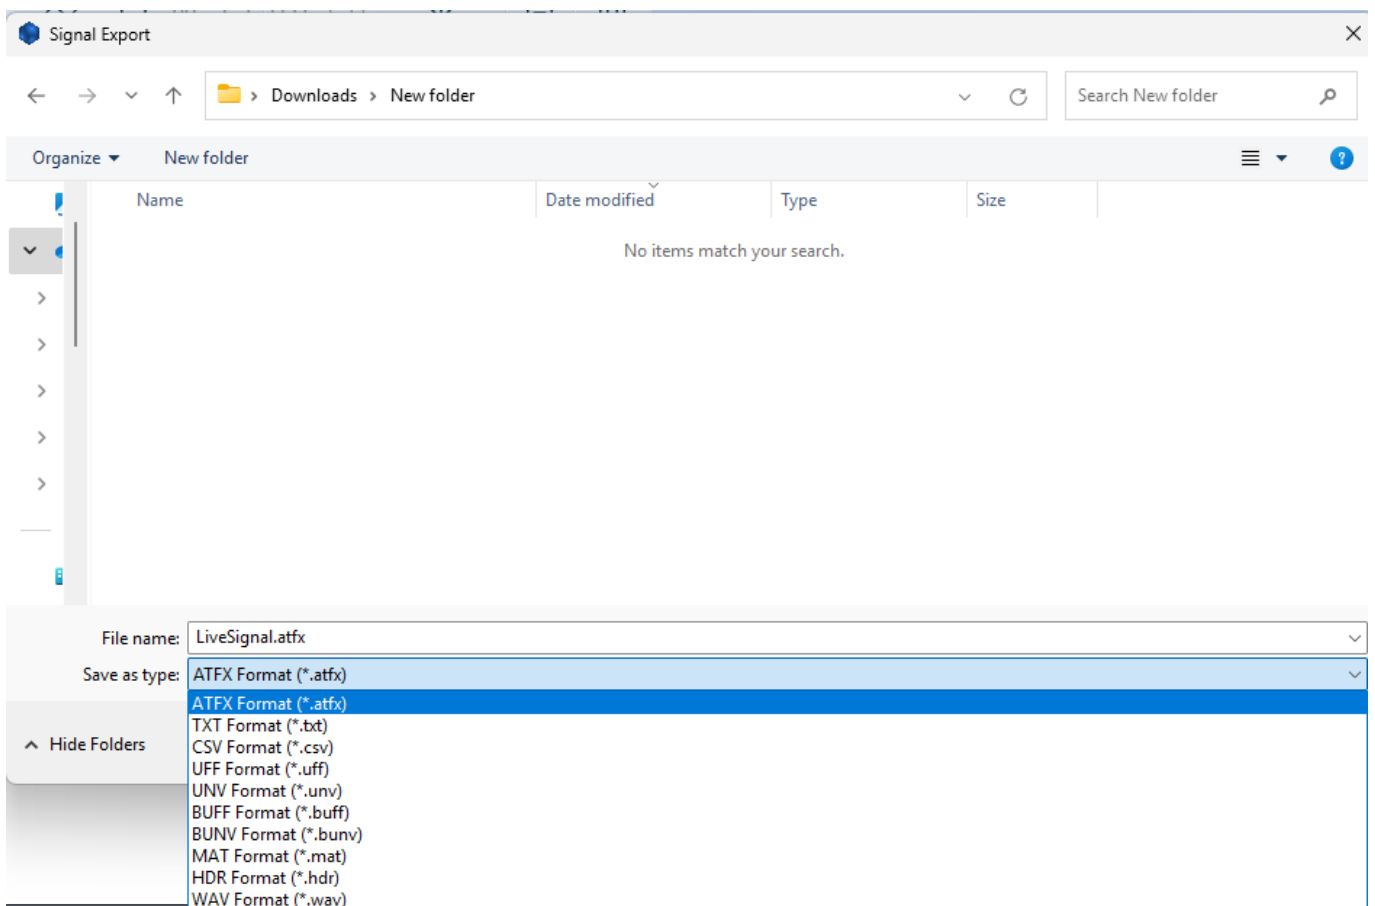 Signal Export
Downloads > New folder
Search New folder
Organize
New folder
Name
Date modified
Type
Size
No items match your search.
File name: LiveSignal.atfx
Save as type: ATFX Format (*.atfx)
ATFX Format (*.atfx)
TXT Format (*.txt)
CSV Format (*.csv)
UFF Format (*.uff)
UNV Format (*.unv)
BUFF Format (*.buff)
BUNV Format (*.bunv)
MAT Format (*.mat)
HDR Format (*.hdr)
WAV Format (*.wav)
Hide Folders